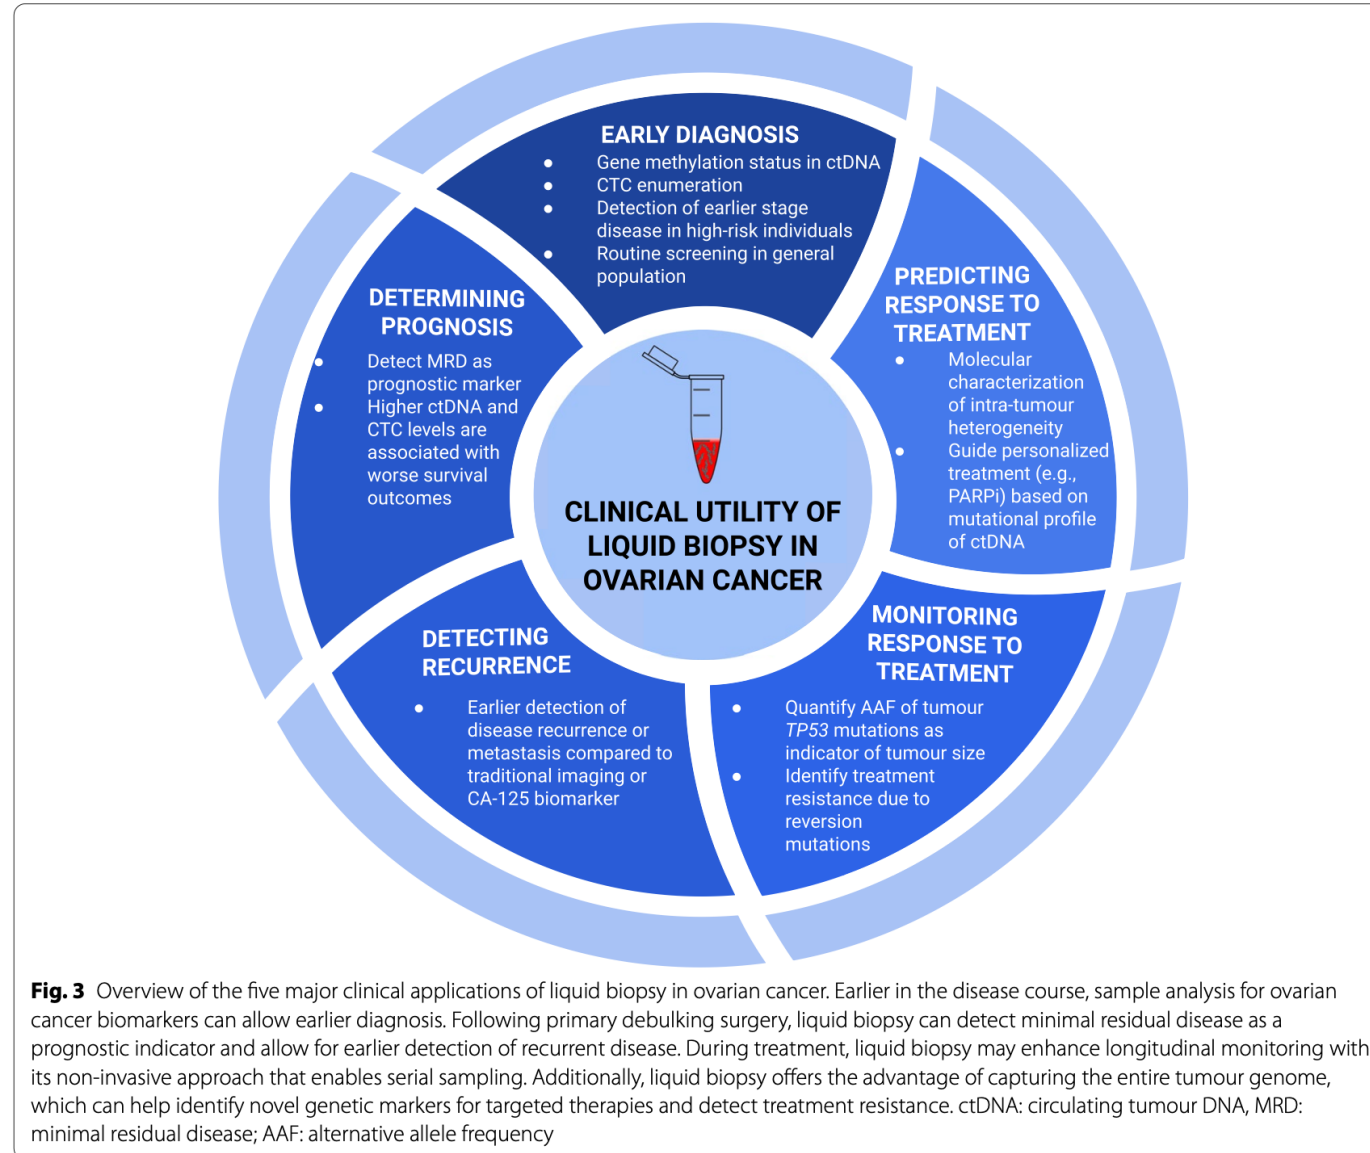 EARLY DIAGNOSIS
● Gene methylation status in ctDNA
● CTC enumeration
● Detection of earlier stage
disease in high-risk individuals
● Routine screening in general
population
PREDICTING
RESPONSE TO
TREATMENT
● Molecular
characterization
of intra-tumour
heterogeneity
● Guide personalized
treatment (e.g.,
PARPi) based on
mutational profile
of ctDNA
MONITORING
RESPONSE TO
TREATMENT
● Quantify AAF of tumour
TP53 mutations as
indicator of tumour size
● Identify treatment
resistance due to
reversion
mutations
DETECTING
RECURRENCE
● Earlier detection of
disease recurrence or
metastasis compared to
traditional imaging or
CA-125 biomarker
DETERMINING
PROGNOSIS
● Detect MRD as
prognostic marker
● Higher ctDNA and
CTC levels are
associated with
worse survival
outcomes
CLINICAL UTILITY OF
LIQUID BIOPSY IN
OVARIAN CANCER
Fig. 3 Overview of the five major clinical applications of liquid biopsy in ovarian cancer. Earlier in the disease course, sample analysis for ovarian
cancer biomarkers can allow earlier diagnosis. Following primary debulking surgery, liquid biopsy can detect minimal residual disease as a
prognostic indicator and allow for earlier detection of recurrent disease. During treatment, liquid biopsy may enhance longitudinal monitoring with
its non-invasive approach that enables serial sampling. Additionally, liquid biopsy offers the advantage of capturing the entire tumour genome,
which can help identify novel genetic markers for targeted therapies and detect treatment resistance. ctDNA: circulating tumour DNA, MRD:
minimal residual disease; AAF: alternative allele frequency